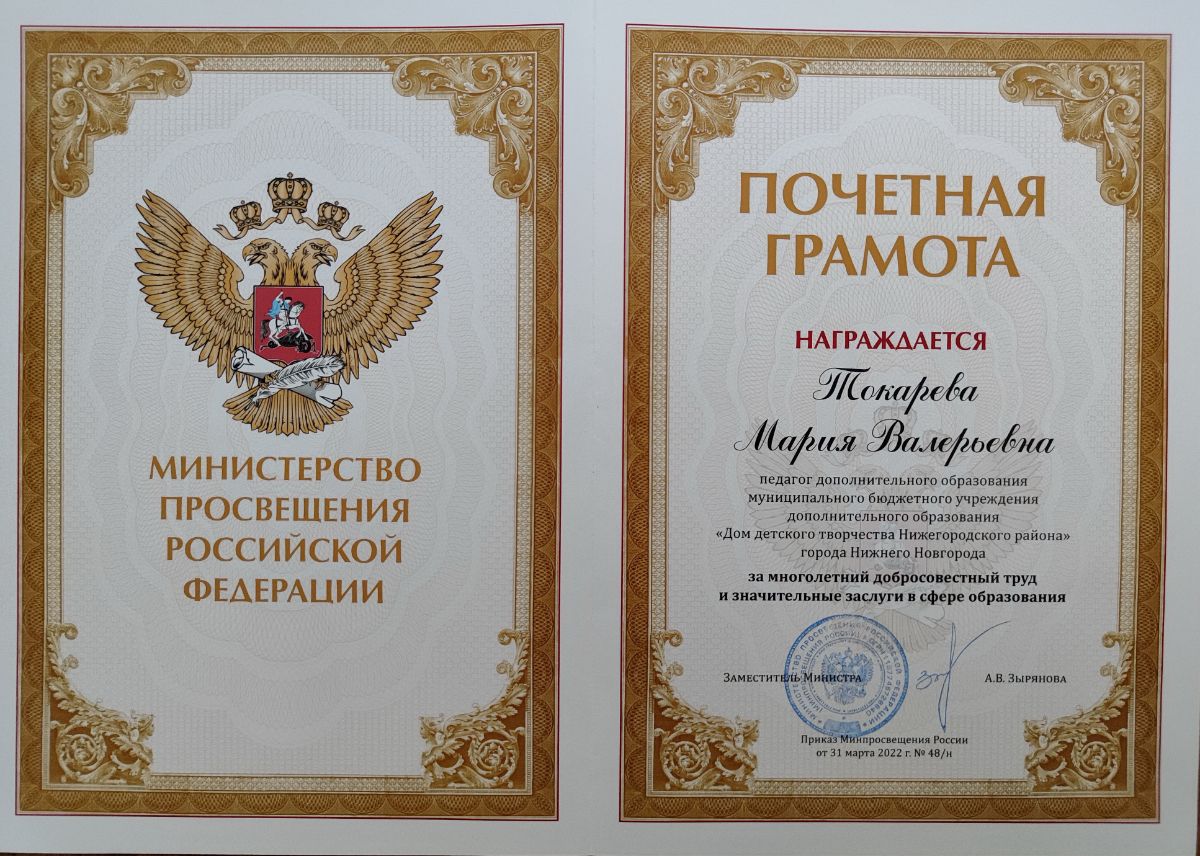 МИНИСТЕРСТВО
ПРОСВЕЩЕНИЯ
РОССИЙСКОЙ
ФЕДЕРАЦИИ
ПОЧЕТНАЯ
ГРАМОТА
НАГРАЖДАЕТСЯ
Токарева
Мария Валерьевна
педагог дополнительного образования
муниципального бюджетного учреждения
дополнительного образования
«Дом детского творчества Нижегородского района»
города Нижнего Новгорода
за многолетний добросовестный труд
и значительные заслуги в сфере образования
Заместитель Министра
А.В. Зырянова
Приказ Минпросвещения России
от 31 марта 2022 г. № 48/н